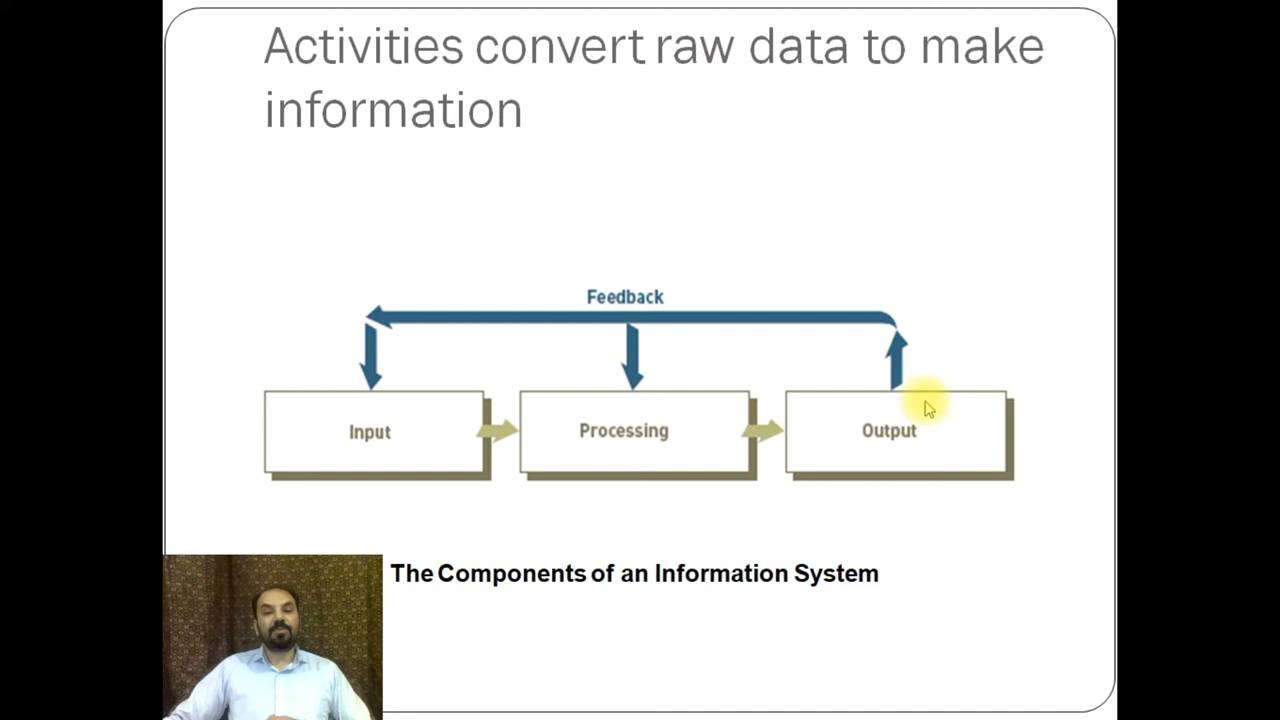 Activities convert raw data to make
information
Feedback
Input
Processing
Output
The Components of an Information System